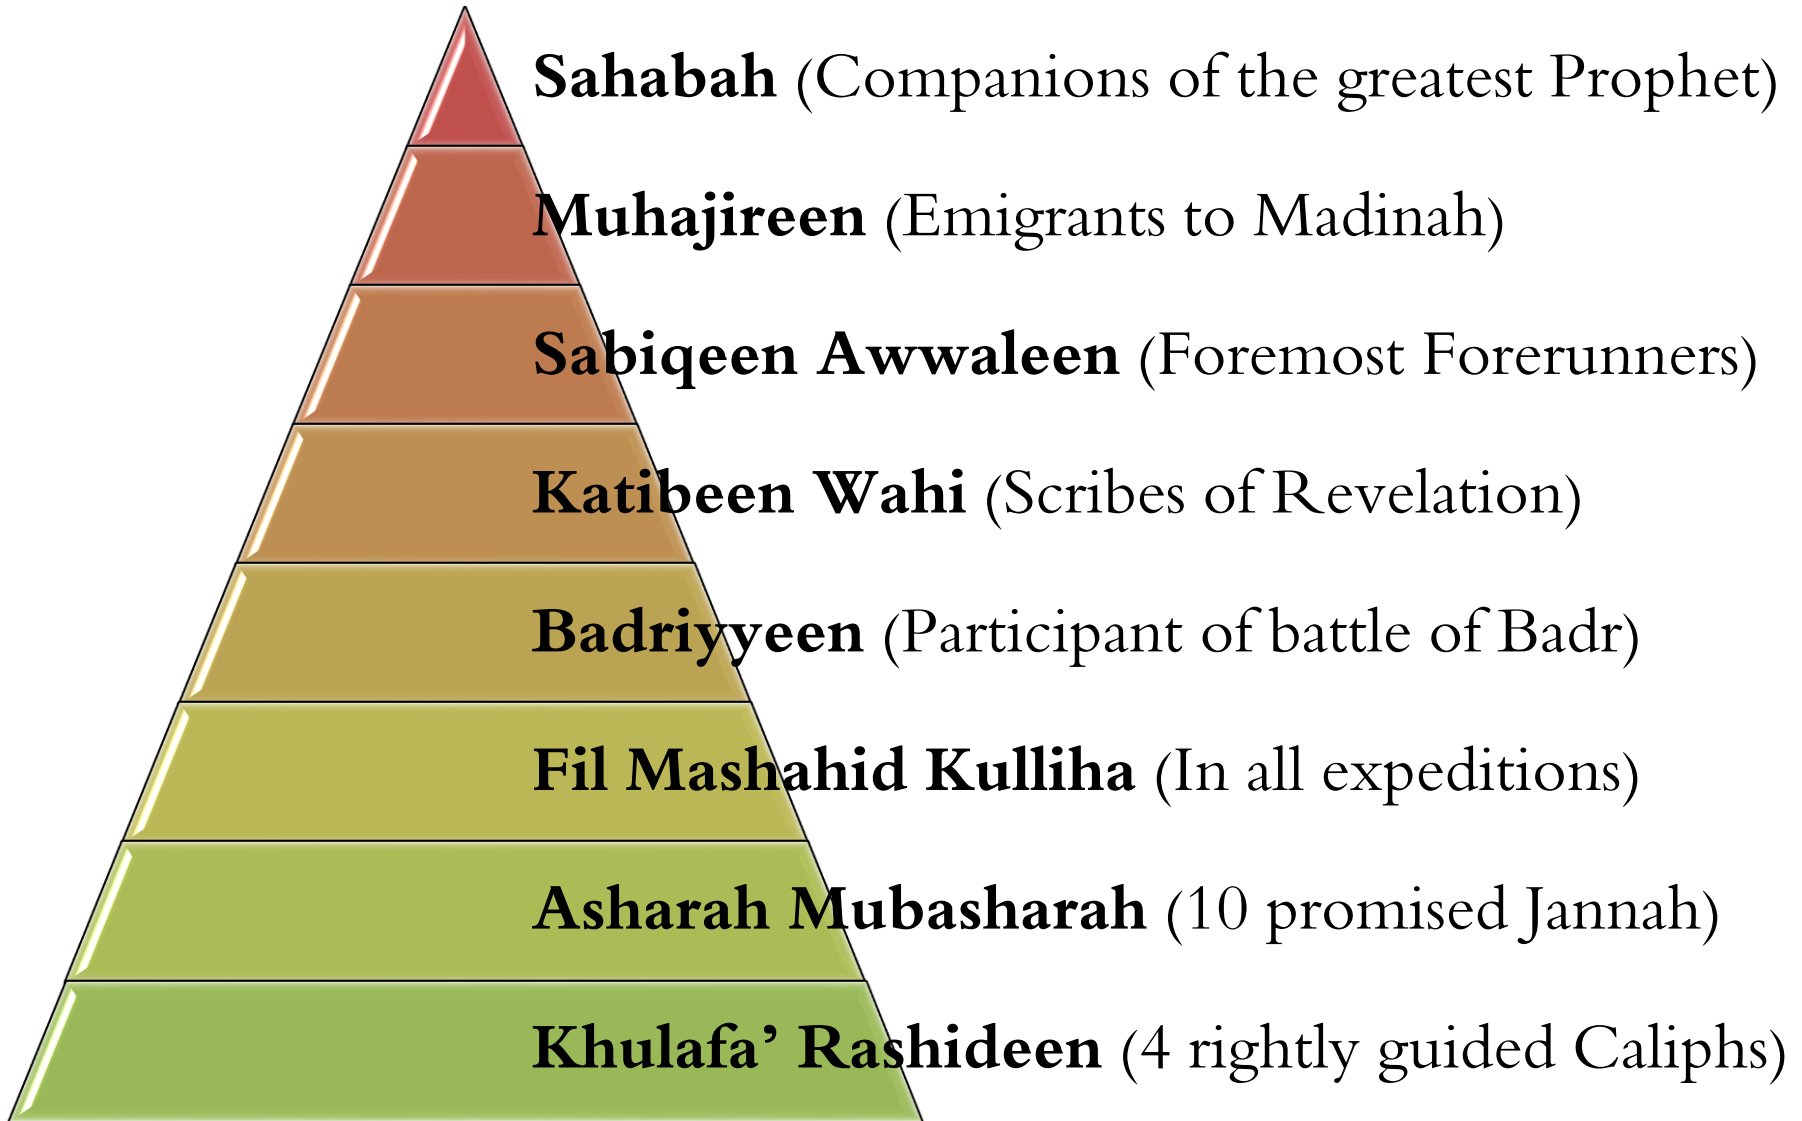 Sahabah (Companions of the greatest Prophet)
Muhajireen (Emigrants to Madinah)
Sabiqeen Awwaleen (Foremost Forerunners)
Katibeen Wahi (Scribes of Revelation)
Badriyyeen (Participant of battle of Badr)
Fil Mashahid Kulliha (In all expeditions)
Asharah Mubasharah (10 promised Jannah)
Khulafa’ Rashideen (4 rightly guided Caliphs)